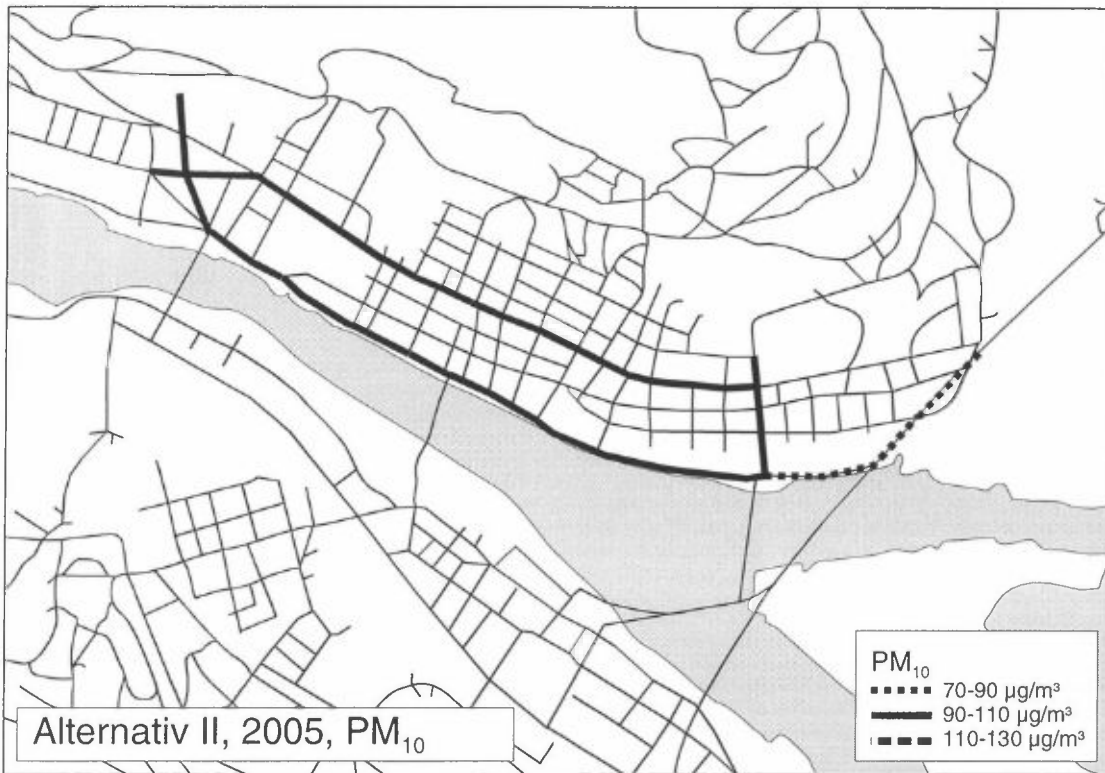 Alternativ II, 2005, PM₁₀
PM₁₀
70-90 µg/m³
90-110 µg/m³
110-130 µg/m³